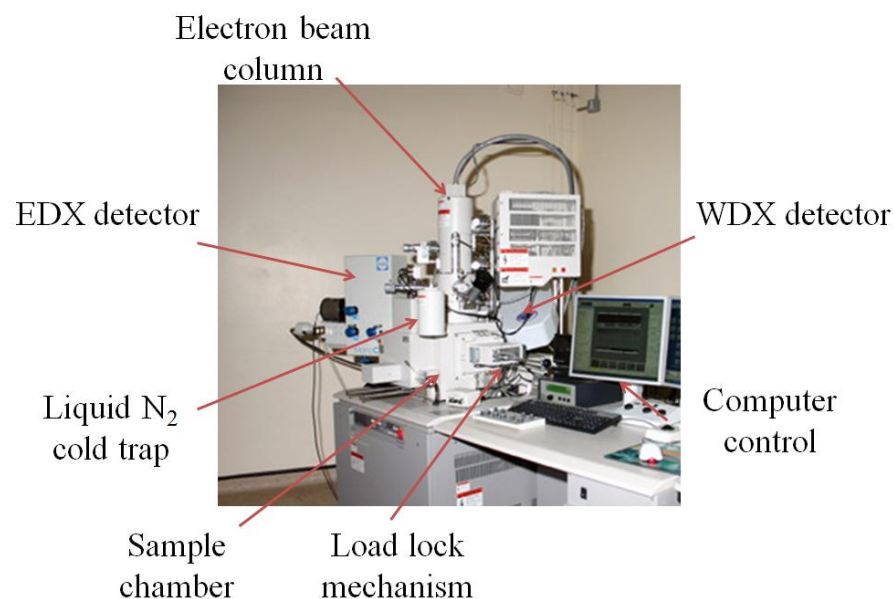 Electron beam
column
EDX detector
WDX detector
Liquid N₂
cold trap
Computer
control
Sample
chamber
Load lock
mechanism